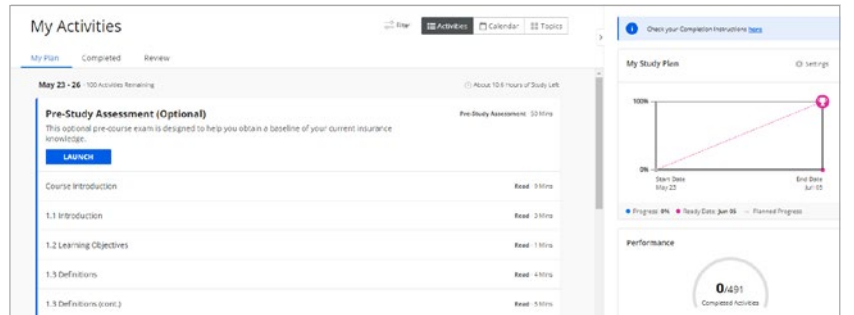 My Activities
Filter
Activities
Calendar
Topics
My Plan
Completed
Review
May 23 - 26 · 100 Activities Remaining
About 10.6 Hours of Study Left
Pre-Study Assessment (Optional)
Pre-Study Assessment · 50 Mins
This optional pre-course exam is designed to help you obtain a baseline of your current insurance
knowledge.
LAUNCH
Course Introduction
Read · 9 Mins
1.1 Introduction
Read · 3 Mins
1.2 Learning Objectives
Read · 1 Mins
1.3 Definitions
Read · 4 Mins
1.3 Definitions (cont.)
Read · 5 Mins
Check your Completion Instructions here
My Study Plan
Settings
100%
0%
Start Date
May 23
End Date
Jun 05
Progress: 0%
Ready Date: Jun 05
Planned Progress
Performance
0/491
Completed Activities